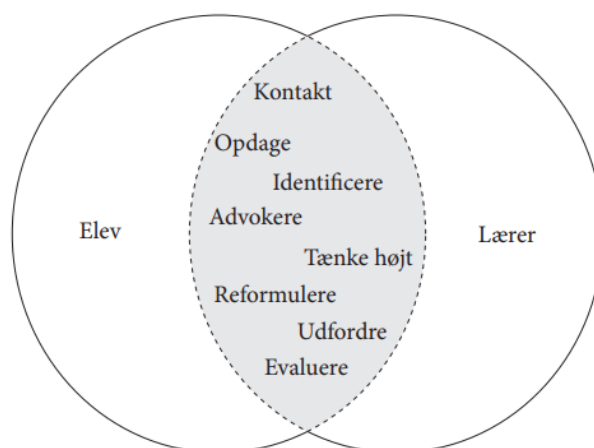 Kontakt
Opdage
Identificere
Advokere
Elev
Lærer
Tænke højt
Reformulere
Udfordre
Evaluere